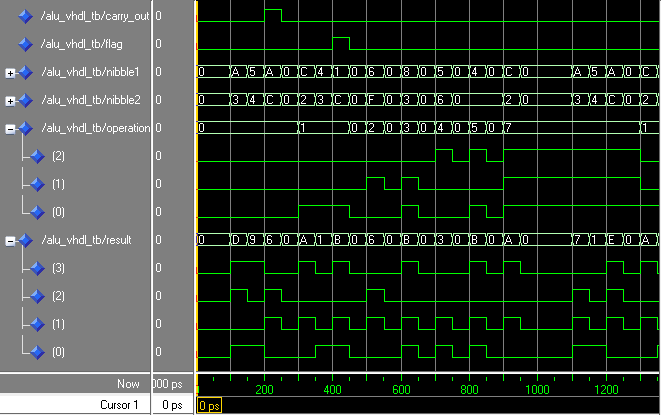 /alu_vhdl_tb/carry_out 0
/alu_vhdl_tb/flag 0
/alu_vhdl_tb/nibble1 0 0 A 5 A 0 C 4 1 0 6 0 8 0 5 0 4 0 C 0 A 5 A 0 C
/alu_vhdl_tb/nibble2 0 0 3 4 C 0 2 3 C 0 F 0 3 0 6 0 2 0 3 4 C 0 2
/alu_vhdl_tb/operation 0 0 1 0 2 0 3 0 4 0 5 0 7 1
(2) 0
(1) 0
(0) 0
/alu_vhdl_tb/result 0 0 D 9 6 0 A 1 B 0 6 0 B 0 3 0 B 0 A 0 7 1 E 0 A
(3) 0
(2) 0
(1) 0
(0) 0
Now 000 ps 200 400 600 800 1000 1200
Cursor 1 0 ps 0 ps